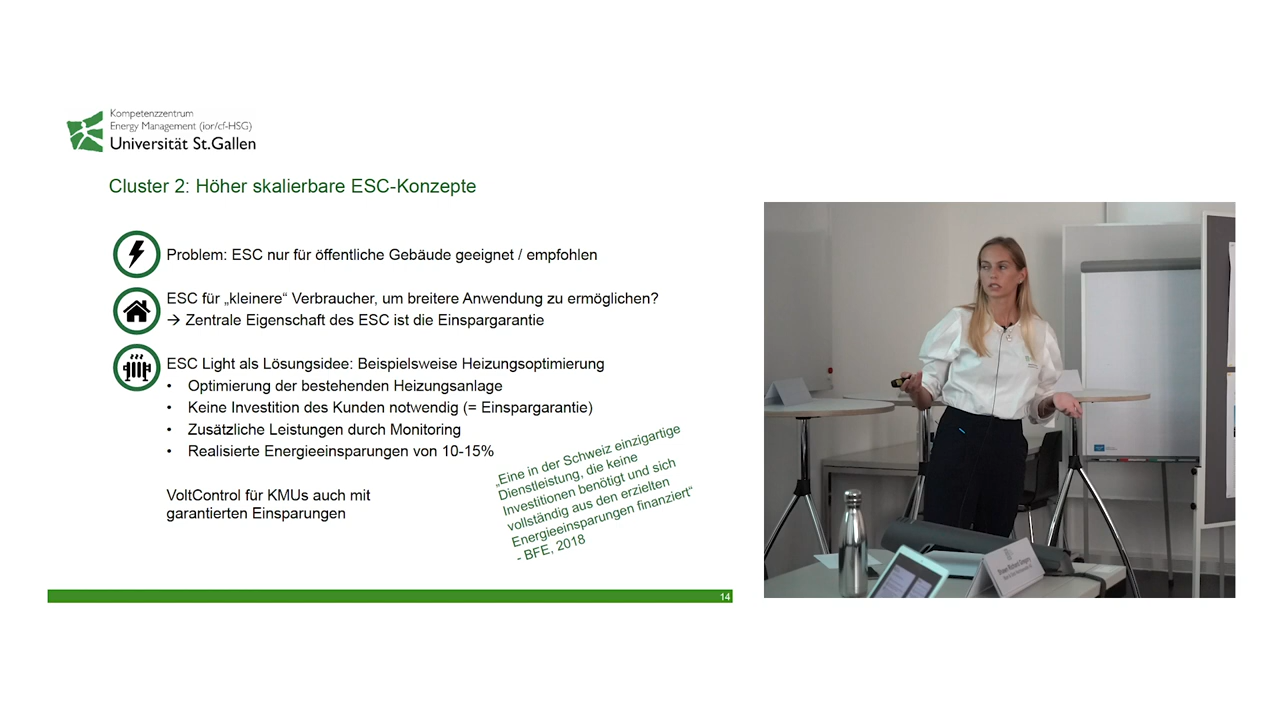 Kompetenzzentrum
Energy Management (ior/cf-HSG)
Universität St.Gallen
Cluster 2: Höher skalierbare ESC-Konzepte
Problem: ESC nur für öffentliche Gebäude geeignet / empfohlen
ESC für „kleinere“ Verbraucher, um breitere Anwendung zu ermöglichen?
→ Zentrale Eigenschaft des ESC ist die Einspargarantie
ESC Light als Lösungsidee: Beispielsweise Heizungsoptimierung
• Optimierung der bestehenden Heizungsanlage
• Keine Investition des Kunden notwendig (= Einspargarantie)
• Zusätzliche Leistungen durch Monitoring
• Realisierte Energieeinsparungen von 10-15%
„Eine in der Schweiz einzigartige
Dienstleistung, die keine
Investitionen benötigt und sich
vollständig aus den erzielten
Energieeinsparungen finanziert“
- BFE, 2018
VoltControl für KMUs auch mit
garantierten Einsparungen
14